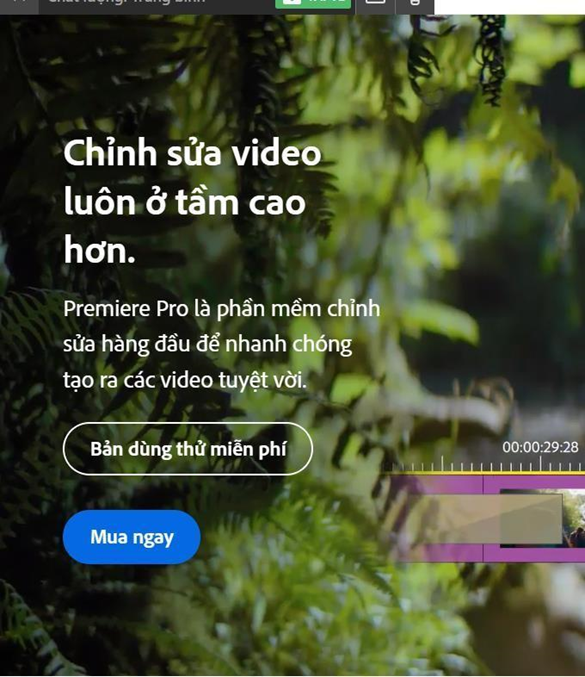 Chỉnh sửa video
luôn ở tầm cao
hơn.
Premiere Pro là phần mềm chỉnh
sửa hàng đầu để nhanh chóng
tạo ra các video tuyệt vời.
Bản dùng thử miễn phí
00:00:29:28
Mua ngay